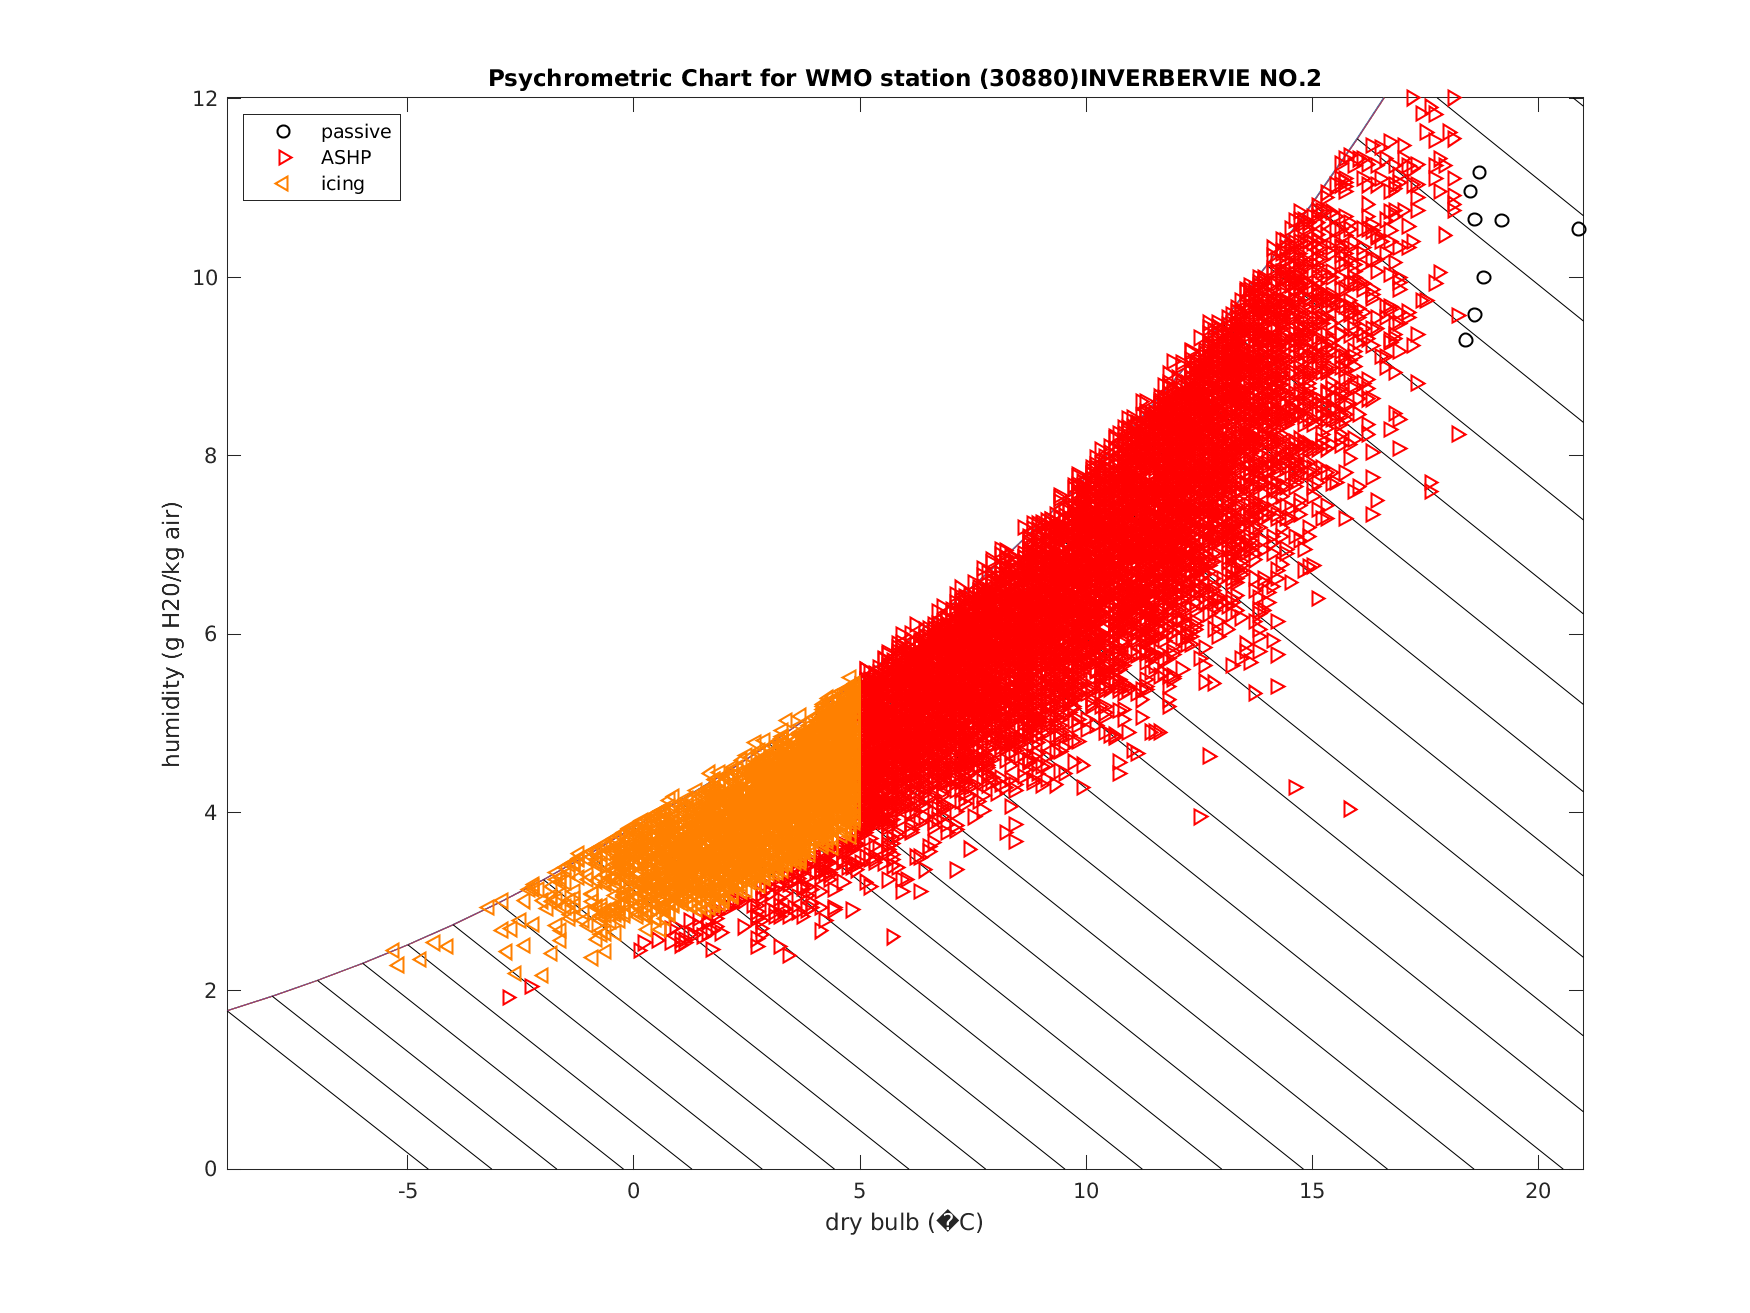 Psychrometric Chart for WMO station (30880)INVERBERVIE NO.2
passive
ASHP
icing
12
10
8
6
4
2
0
humidity (g H20/kg air)
-5 0 5 10 15 20
dry bulb (�C)